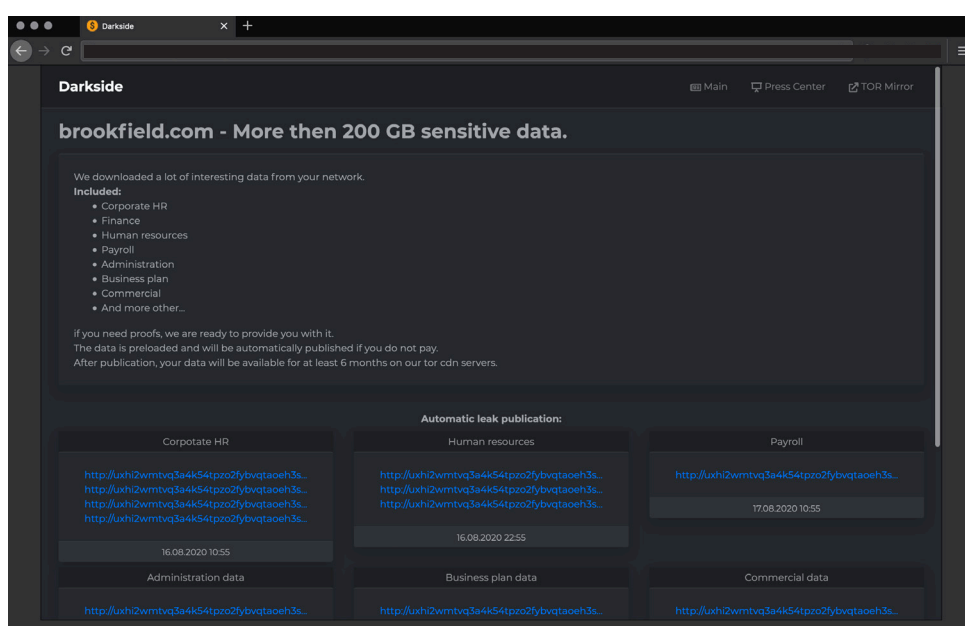 Darkside
Darkside
Main
Press Center
TOR Mirror
brookfield.com - More then 200 GB sensitive data.
We downloaded a lot of interesting data from your network.
Included:
Corporate HR
Finance
Human resources
Payroll
Administration
Business plan
Commercial
And more other...
if you need proofs, we are ready to provide you with it.
The data is preloaded and will be automatically published if you do not pay.
After publication, your data will be available for at least 6 months on our tor cdn servers.
Automatic leak publication:
Corpotate HR
http://uxhi2wmtvq3a4k54tpzo2fybvqtaoeh3s...
http://uxhi2wmtvq3a4k54tpzo2fybvqtaoeh3s...
http://uxhi2wmtvq3a4k54tpzo2fybvqtaoeh3s...
http://uxhi2wmtvq3a4k54tpzo2fybvqtaoeh3s...
16.08.2020 10:55
Human resources
http://uxhi2wmtvq3a4k54tpzo2fybvqtaoeh3s...
http://uxhi2wmtvq3a4k54tpzo2fybvqtaoeh3s...
http://uxhi2wmtvq3a4k54tpzo2fybvqtaoeh3s...
16.08.2020 22:55
Payroll
http://uxhi2wmtvq3a4k54tpzo2fybvqtaoeh3s...
17.08.2020 10:55
Administration data
http://uxhi2wmtvq3a4k54tpzo2fybvqtaoeh3s...
Business plan data
http://uxhi2wmtvq3a4k54tpzo2fybvqtaoeh3s...
Commercial data
http://uxhi2wmtvq3a4k54tpzo2fybvqtaoeh3s...